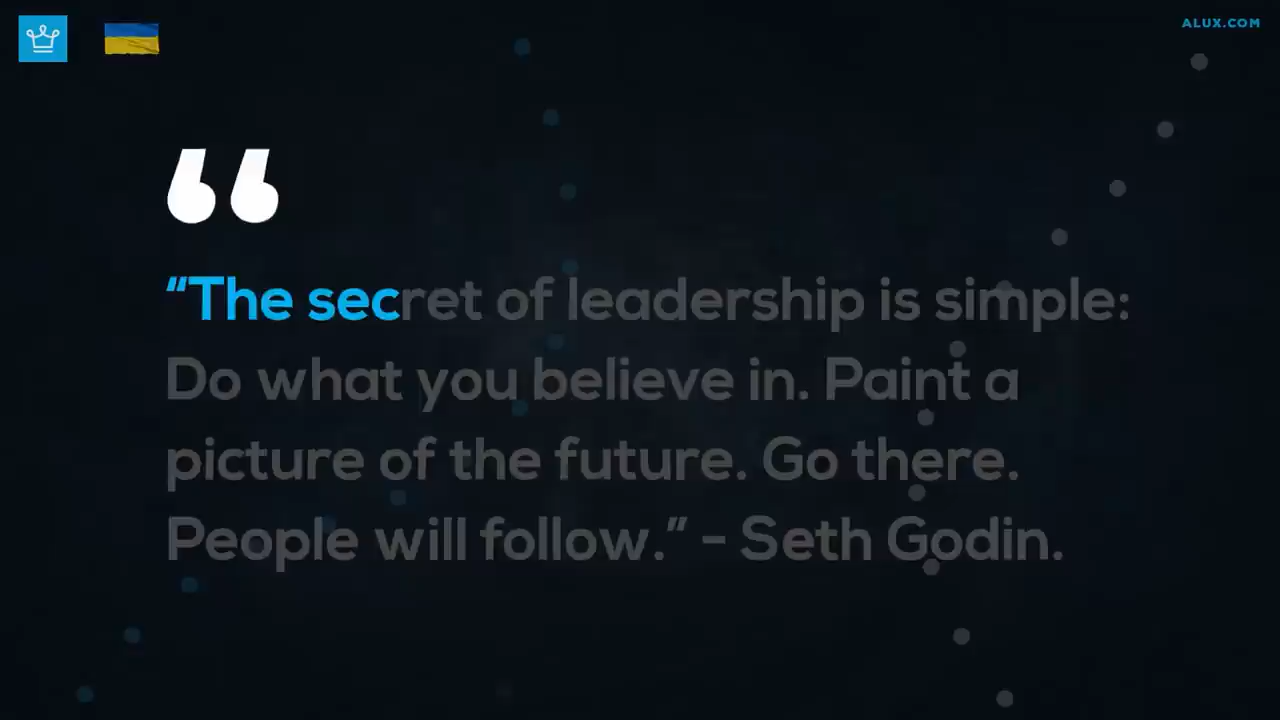 ALUX.COM
“
“The secret of leadership is simple:
Do what you believe in. Paint a
picture of the future. Go there.
People will follow.” - Seth Godin.